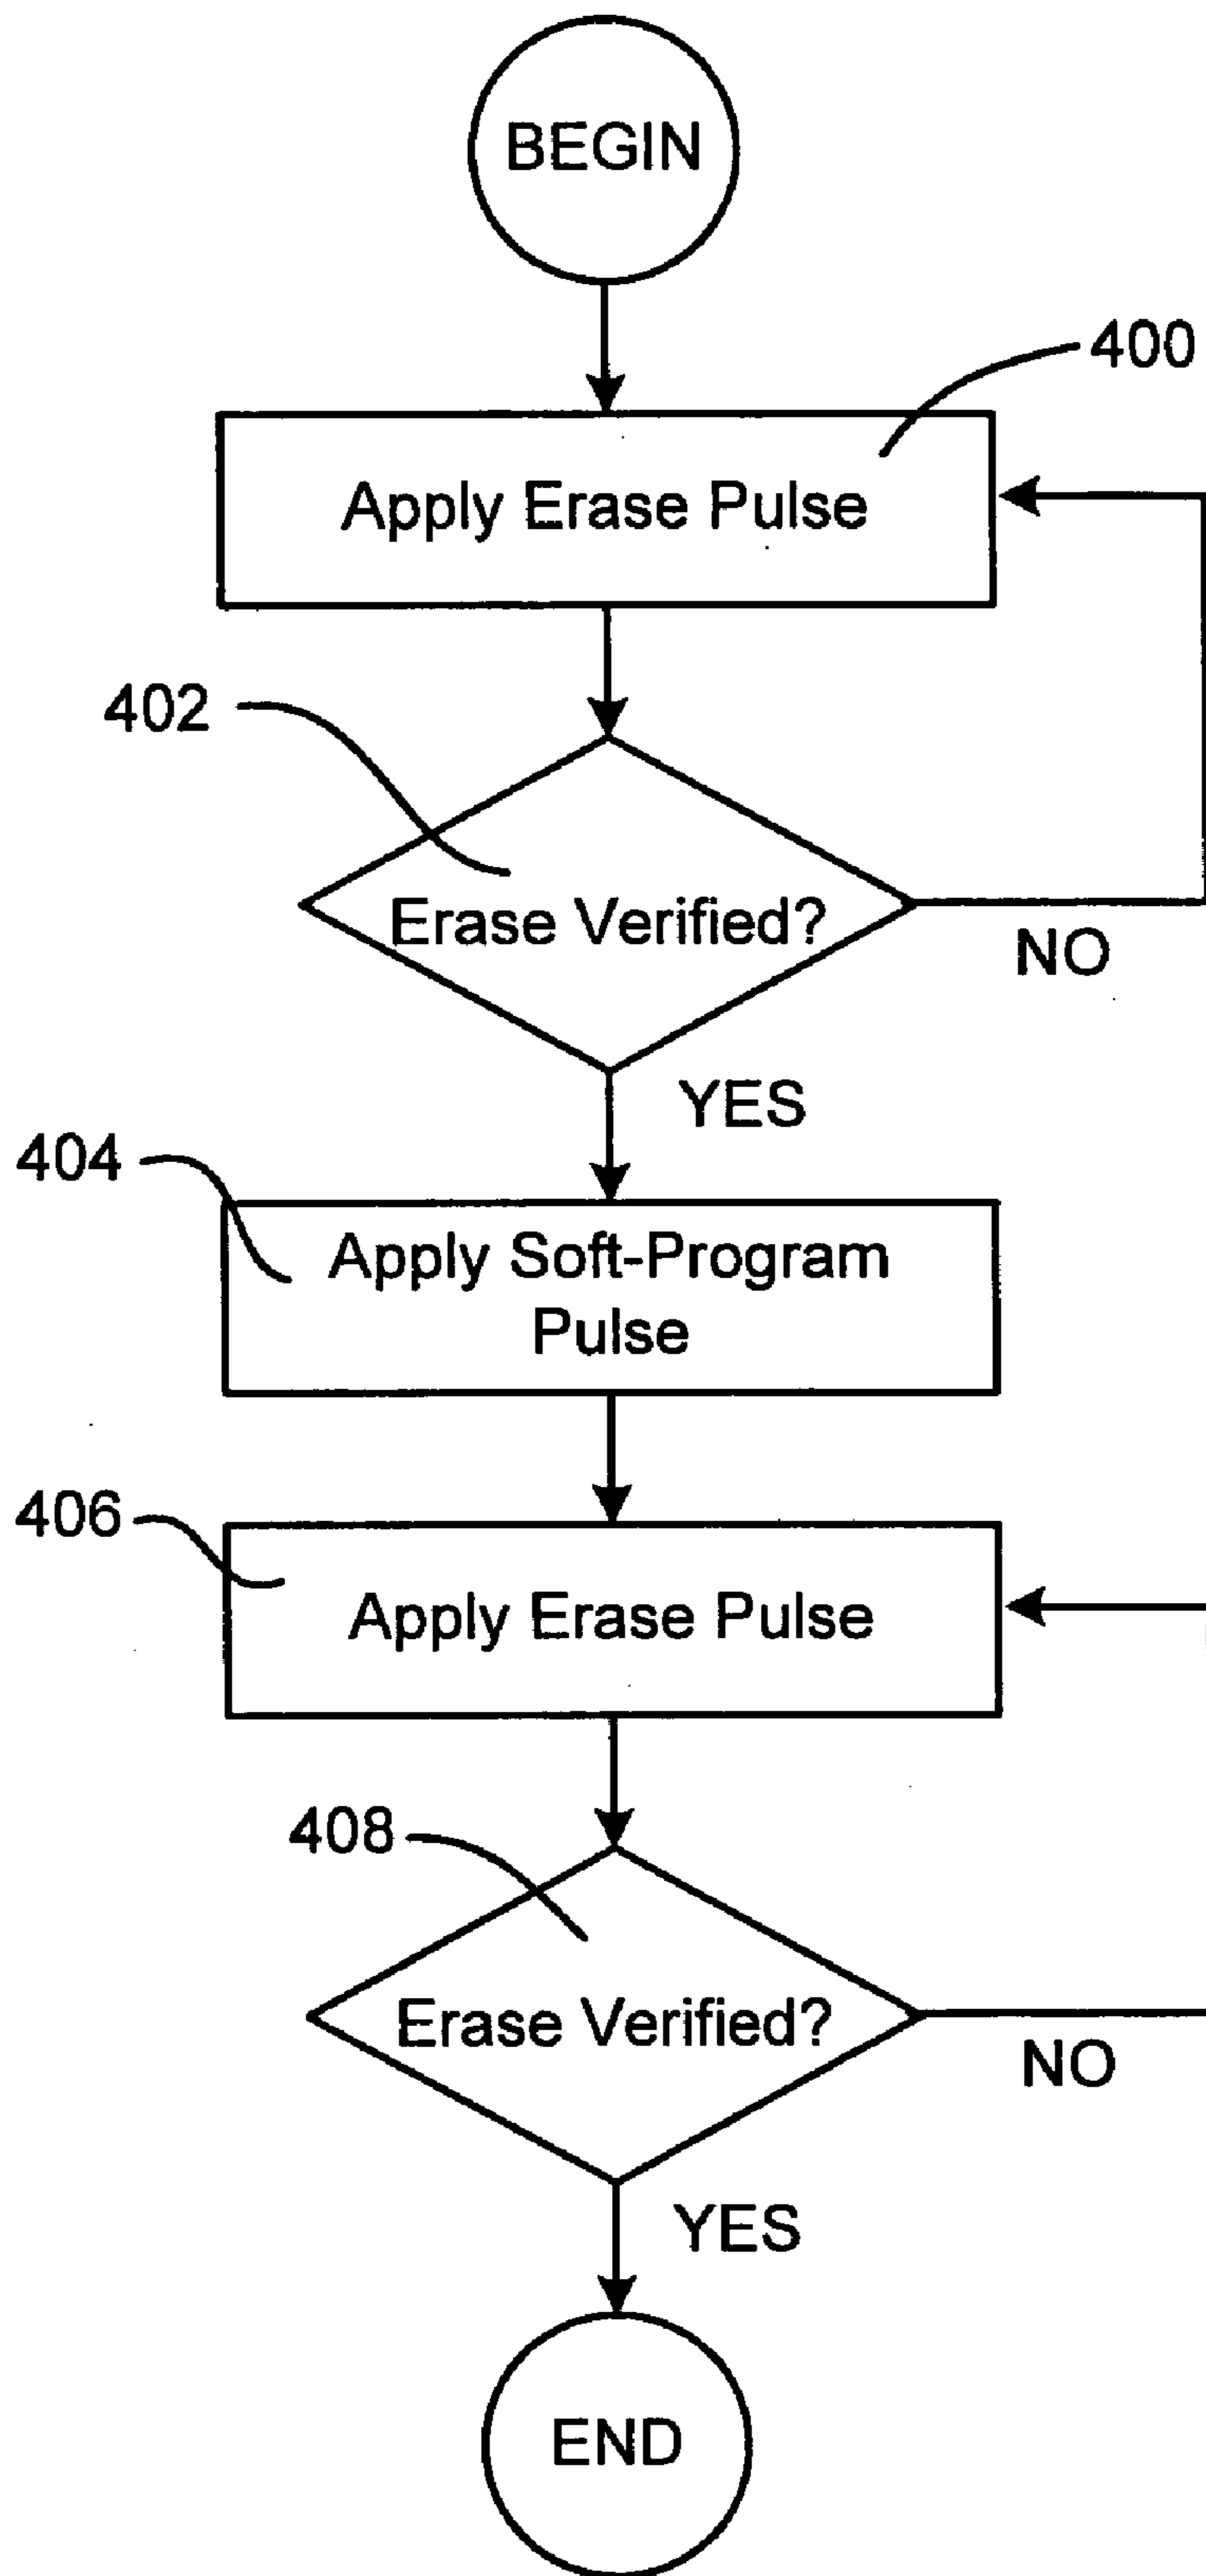 BEGIN
400
Apply Erase Pulse
402
Erase Verified?
NO
YES
404
Apply Soft-Program
Pulse
406
Apply Erase Pulse
408
Erase Verified?
NO
YES
END